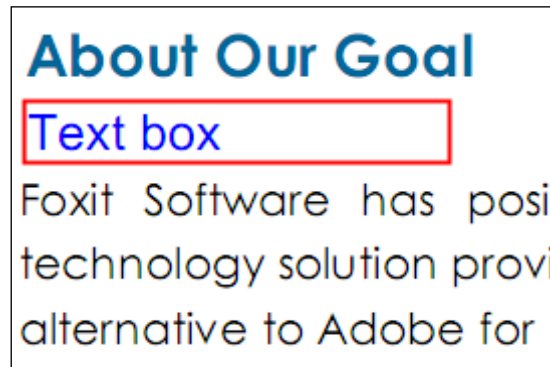 About Our Goal
Text box
Foxit Software has posi
technology solution provi
alternative to Adobe for